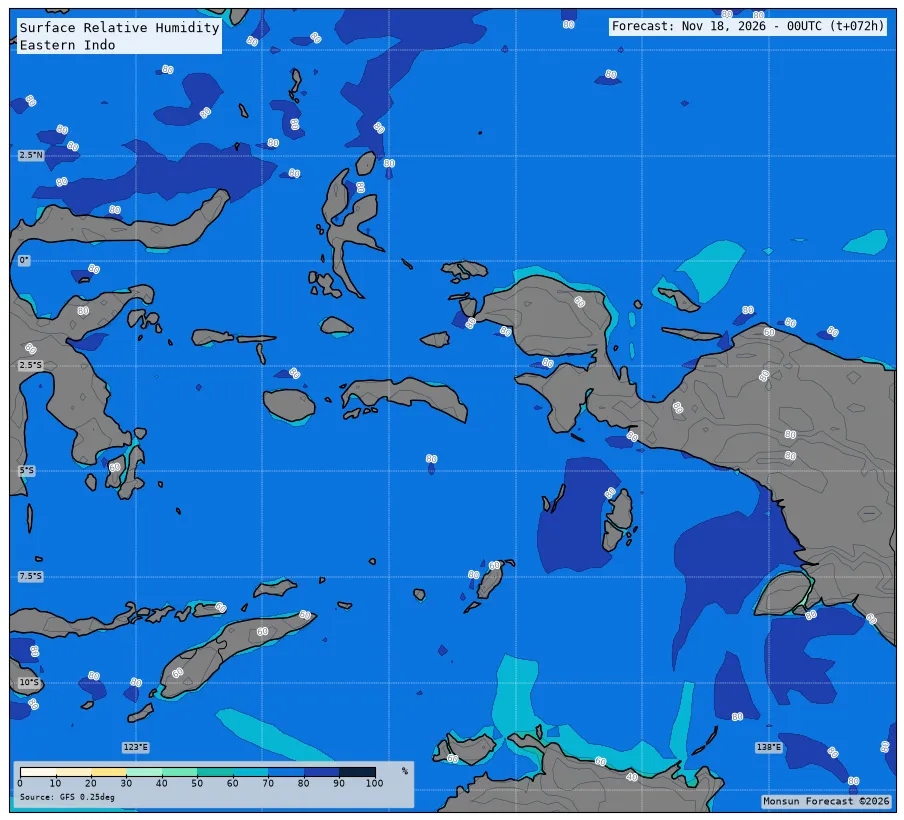 Surface Relative Humidity
Eastern Indo
Forecast: Nov 18, 2026 - 00UTC (t+072h)
2.5°N
0°
2.5°S
5°S
7.5°S
10°S
123°E
138°E
0 10 20 30 40 50 60 70 80 90 100 %
Source: GFS 0.25deg
Monsun Forecast ©2026